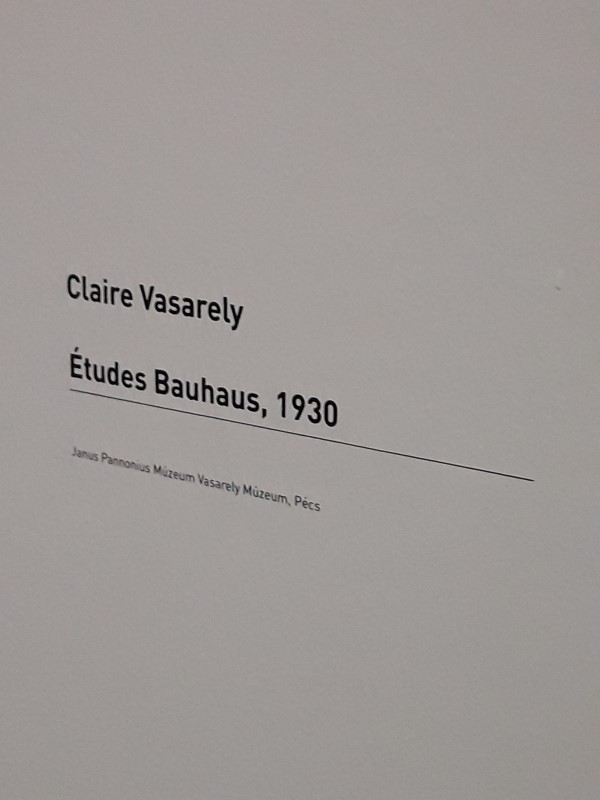 Claire Vasarely
Études Bauhaus, 1930
Janus Pannonius Múzeum Vasarely Múzeum, Pécs